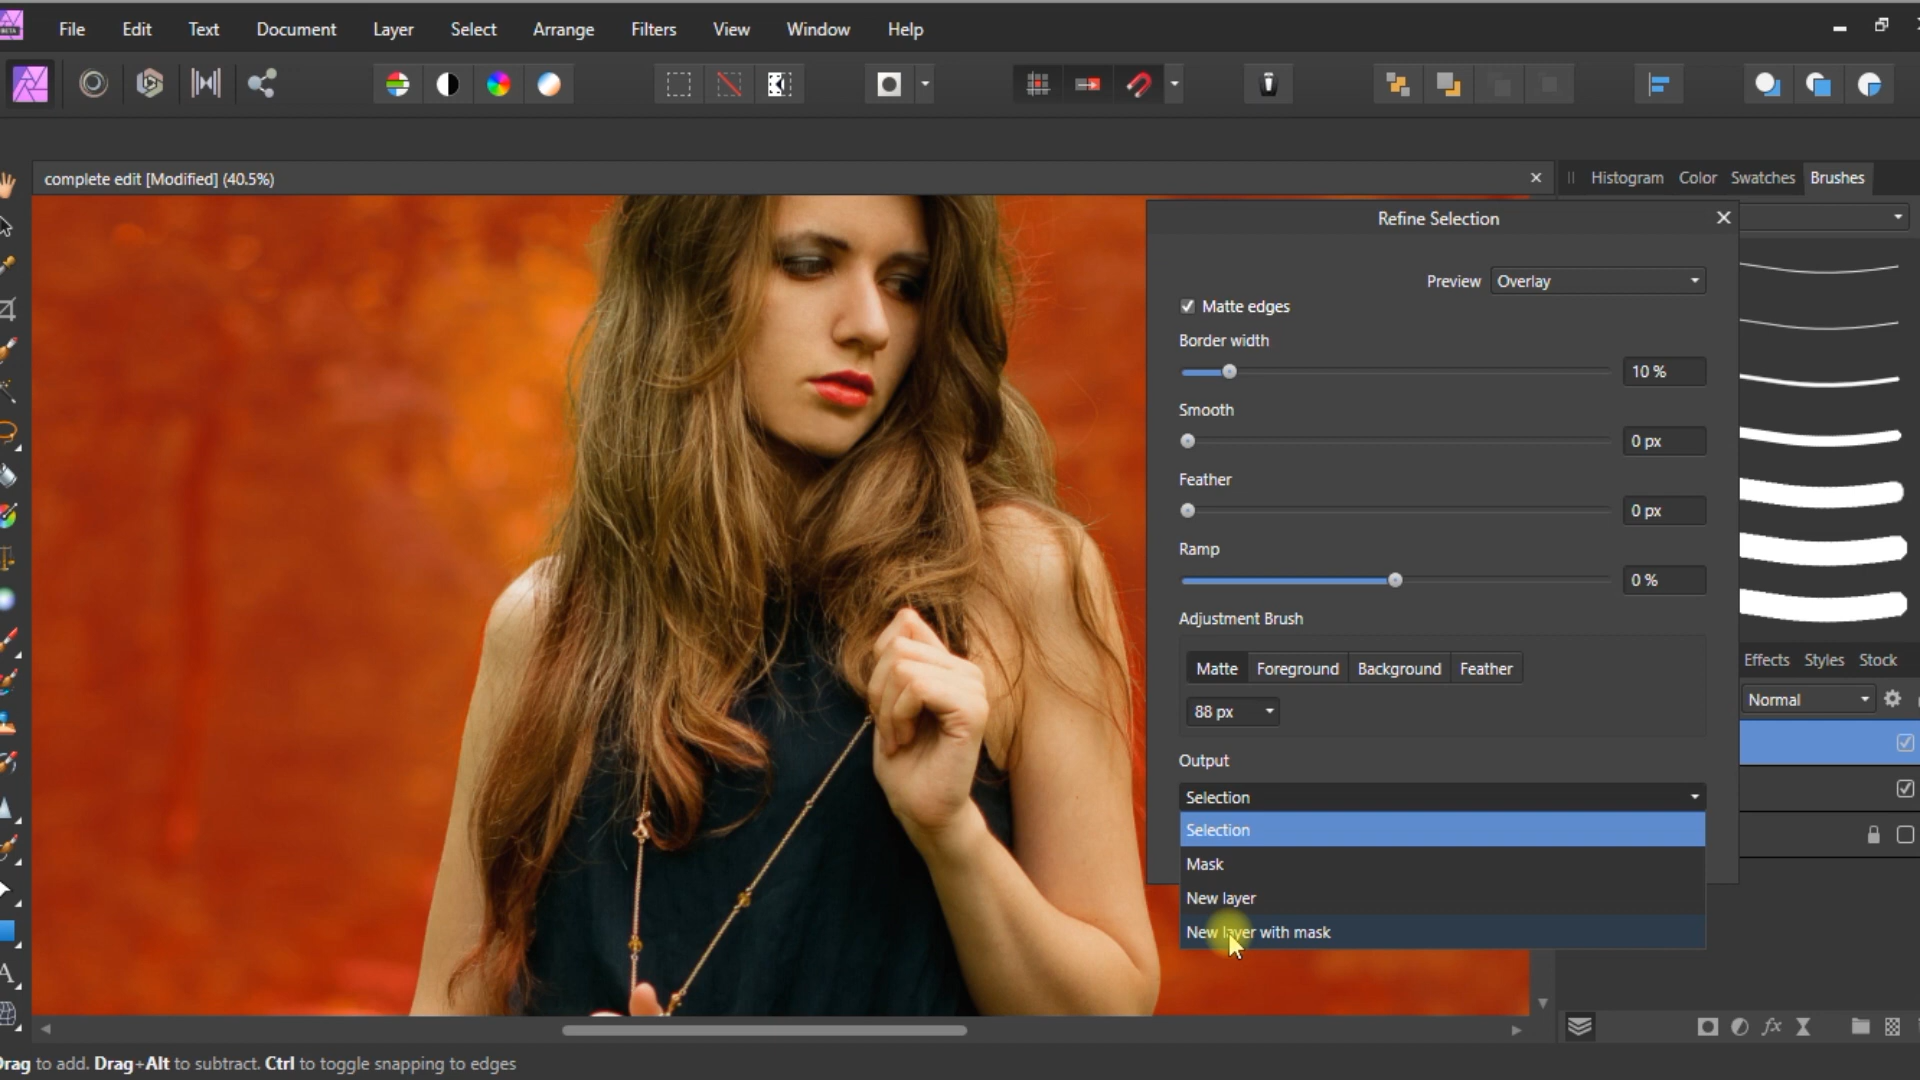 File Edit Text Document Layer Select Arrange Filters View Window Help
complete edit [Modified] (40.5%)
Histogram Color Swatches Brushes
Refine Selection
Preview Overlay
Matte edges
Border width
10 %
Smooth
0 px
Feather
0 px
Ramp
0 %
Adjustment Brush
Matte Foreground Background Feather
88 px
Output
Selection
Selection
Mask
New layer
New layer with mask
Effects Styles Stock
Normal
fx
Drag to add. Drag+Alt to subtract. Ctrl to toggle snapping to edges